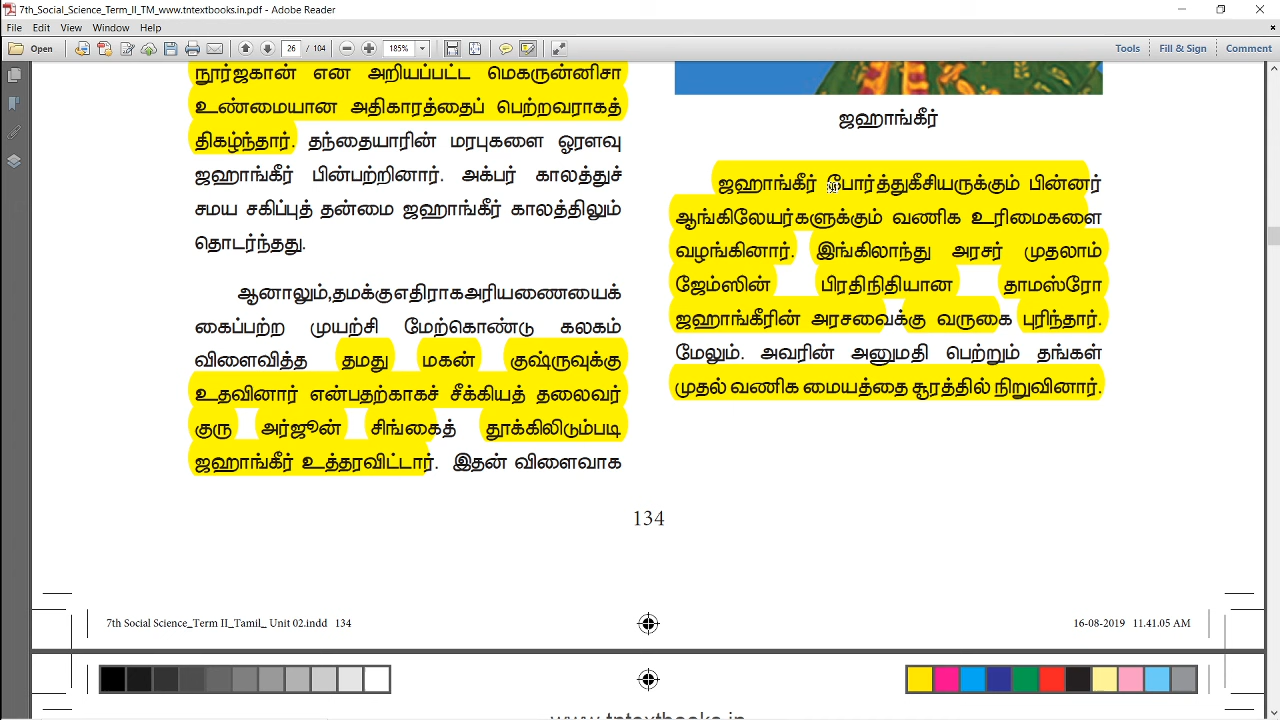 7th_Social_Science_Term_II_TM_www.tntextbooks.in.pdf - Adobe Reader
File Edit View Window Help
Open 26 / 104 185% Tools Fill & Sign Comment
நூர்ஜகான் என அறியப்பட்ட மெகருன்னிசா
உண்மையான அதிகாரத்தைப் பெற்றவராகத்
திகழ்ந்தார். தந்தையாரின் மரபுகளை ஓரளவு
ஜஹாங்கீர் பின்பற்றினார். அக்பர் காலத்துச்
சமய சகிப்புத் தன்மை ஜஹாங்கீர் காலத்திலும்
தொடர்ந்தது.
ஆனாலும்,தமக்குஎதிராகஅரியணையைக்
கைப்பற்ற முயற்சி மேற்கொண்டு கலகம்
விளைவித்த தமது மகன் குஷ்ருவுக்கு
உதவினார் என்பதற்காகச் சீக்கியத் தலைவர்
குரு அர்ஜூன் சிங்கைத் தூக்கிலிடும்படி
ஜஹாங்கீர் உத்தரவிட்டார். இதன் விளைவாக
ஜஹாங்கீர்
ஜஹாங்கீர் போர்த்துகீசியருக்கும் பின்னர்
ஆங்கிலேயர்களுக்கும் வணிக உரிமைகளை
வழங்கினார். இங்கிலாந்து அரசர் முதலாம்
ஜேம்ஸின் பிரதிநிதியான தாமஸ்ரோ
ஜஹாங்கீரின் அரசவைக்கு வருகை புரிந்தார்.
மேலும். அவரின் அனுமதி பெற்றும் தங்கள்
முதல் வணிக மையத்தை சூரத்தில் நிறுவினார்.
134
7th Social Science_Term II_Tamil_ Unit 02.indd 134
16-08-2019 11.41.05 AM
www.tntextbooks.in